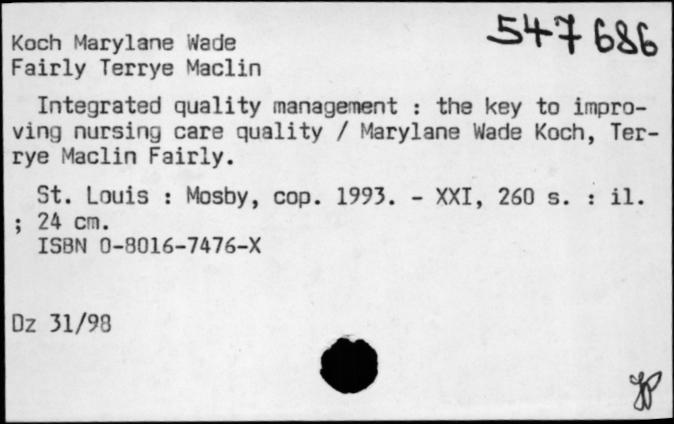 547686
Koch Marylane Wade
Fairly Terrye Maclin
Integrated quality management : the key to impro-
ving nursing care quality / Marylane Wade Koch, Ter-
rye Maclin Fairly.
St. Louis : Mosby, cop. 1993. - XXI, 260 s. : il.
; 24 cm.
ISBN 0-8016-7476-X
Dz 31/98